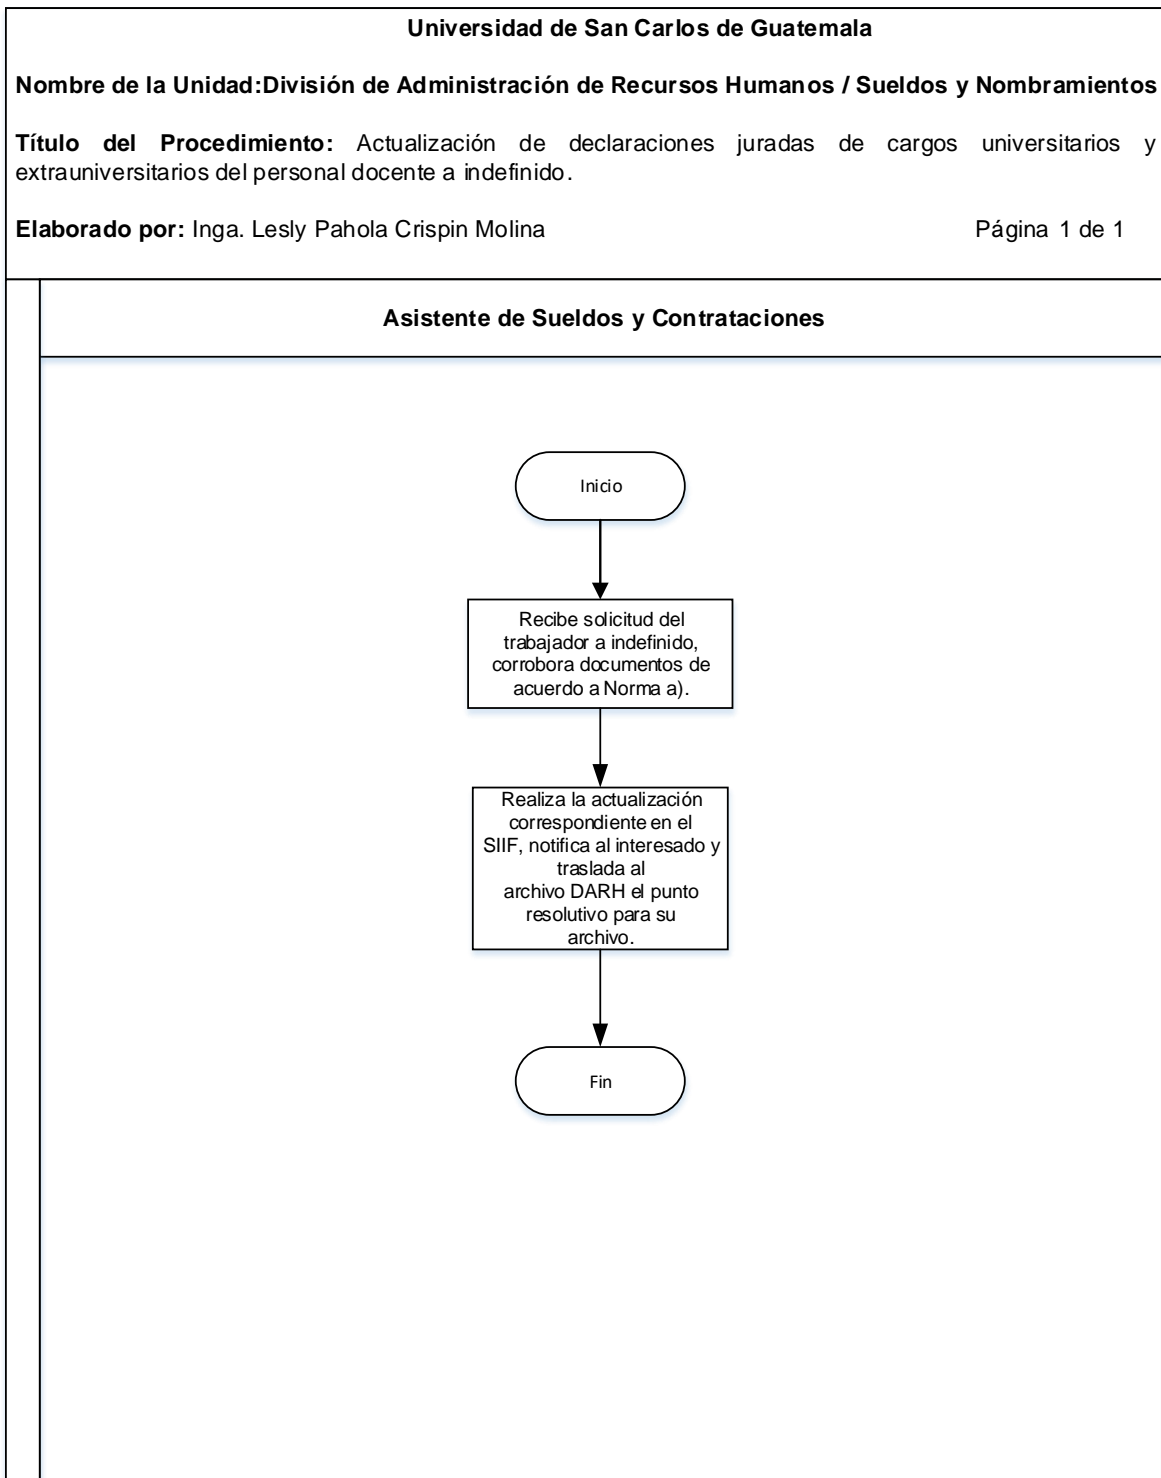 Universidad de San Carlos de Guatemala
Nombre de la Unidad:División de Administración de Recursos Humanos / Sueldos y Nombramientos
Título del Procedimiento: Actualización de declaraciones juradas de cargos universitarios y
extrauniversitarios del personal docente a indefinido.
Elaborado por: Inga. Lesly Pahola Crispin Molina Página 1 de 1
Asistente de Sueldos y Contrataciones
Inicio
Recibe solicitud del
trabajador a indefinido,
corrobora documentos de
acuerdo a Norma a).
Realiza la actualización
correspondiente en el
SIIF, notifica al interesado y
traslada al
archivo DARH el punto
resolutivo para su
archivo.
Fin